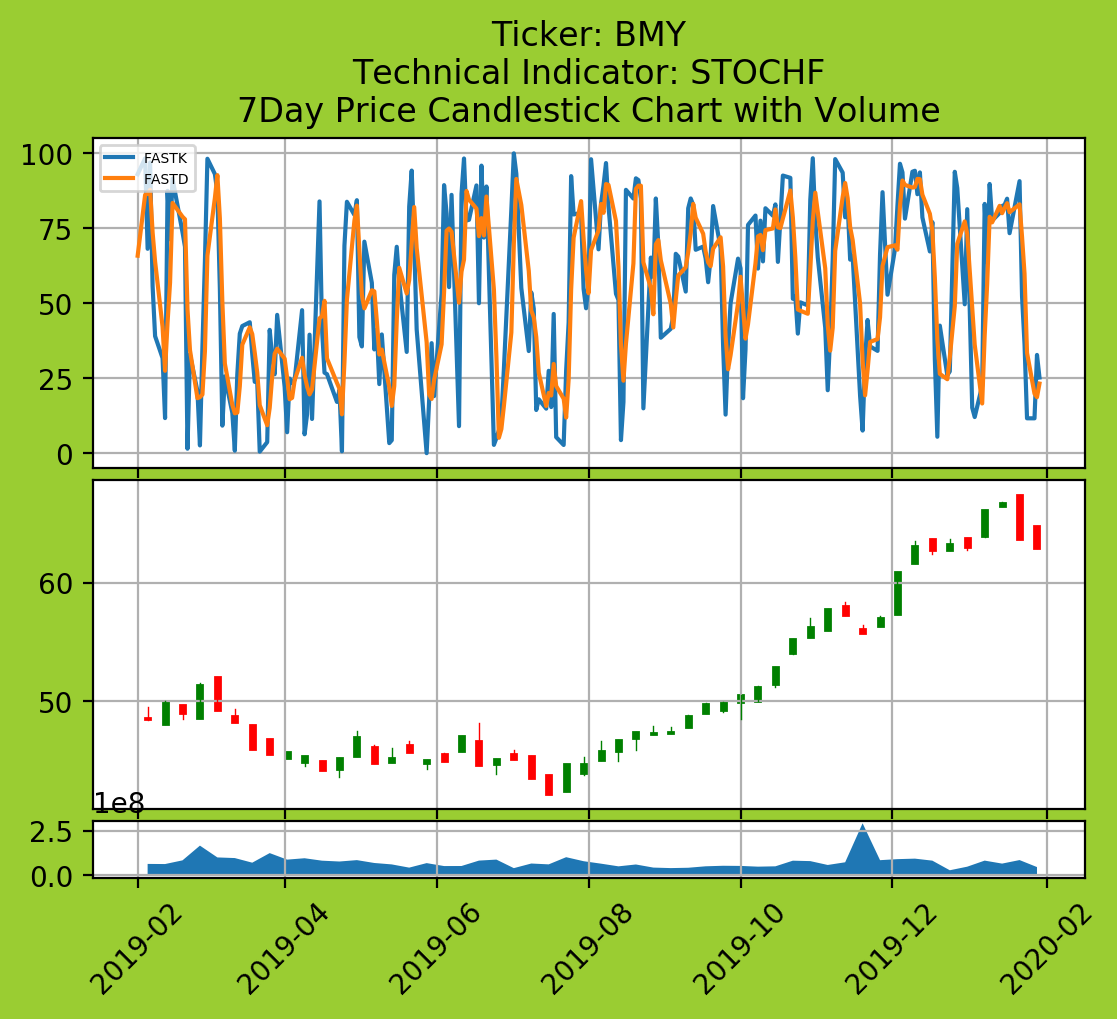 Ticker: BMY
Technical Indicator: STOCHF
7Day Price Candlestick Chart with Volume
100
75
50
25
0
FASTK
FASTD
60
50
1e8
2.5
0.0
2019-02
2019-04
2019-06
2019-08
2019-10
2019-12
2020-02